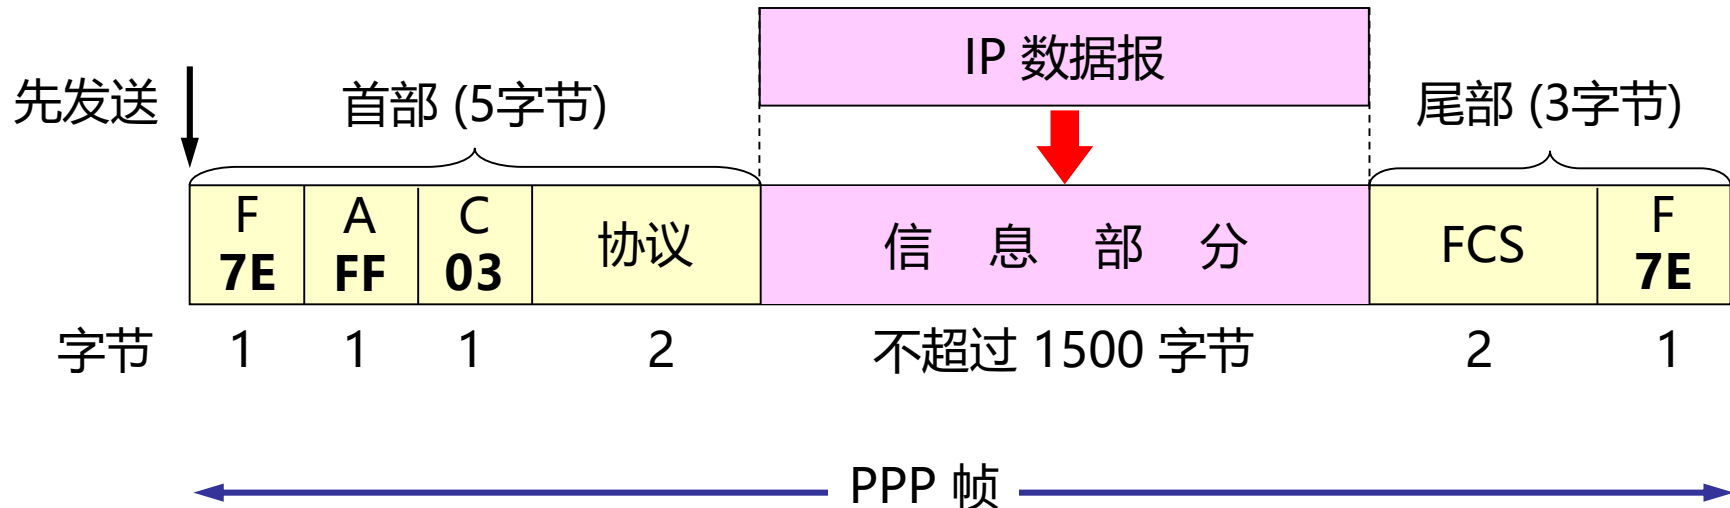 IP 数据报
先发送
首部 (5字节)
尾部 (3字节)
F A C 协议 信息部分 FCS F
7E FF 03 7E
字节 1 1 1 2 不超过 1500 字节 2 1
PPP 帧